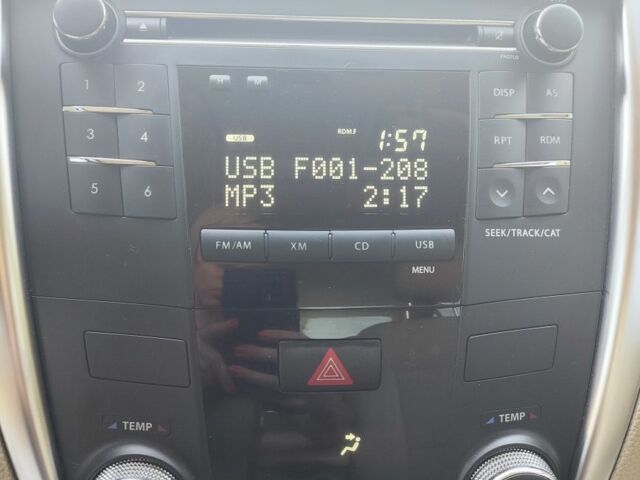 1 2
3 4
5 6
H M
USB RDM.F 1:57
USB F001-208
MP3 2:17
DISP AS
RPT RDM
SEEK/TRACK/CAT
FM/AM XM CD USB
MENU
TEMP TEMP